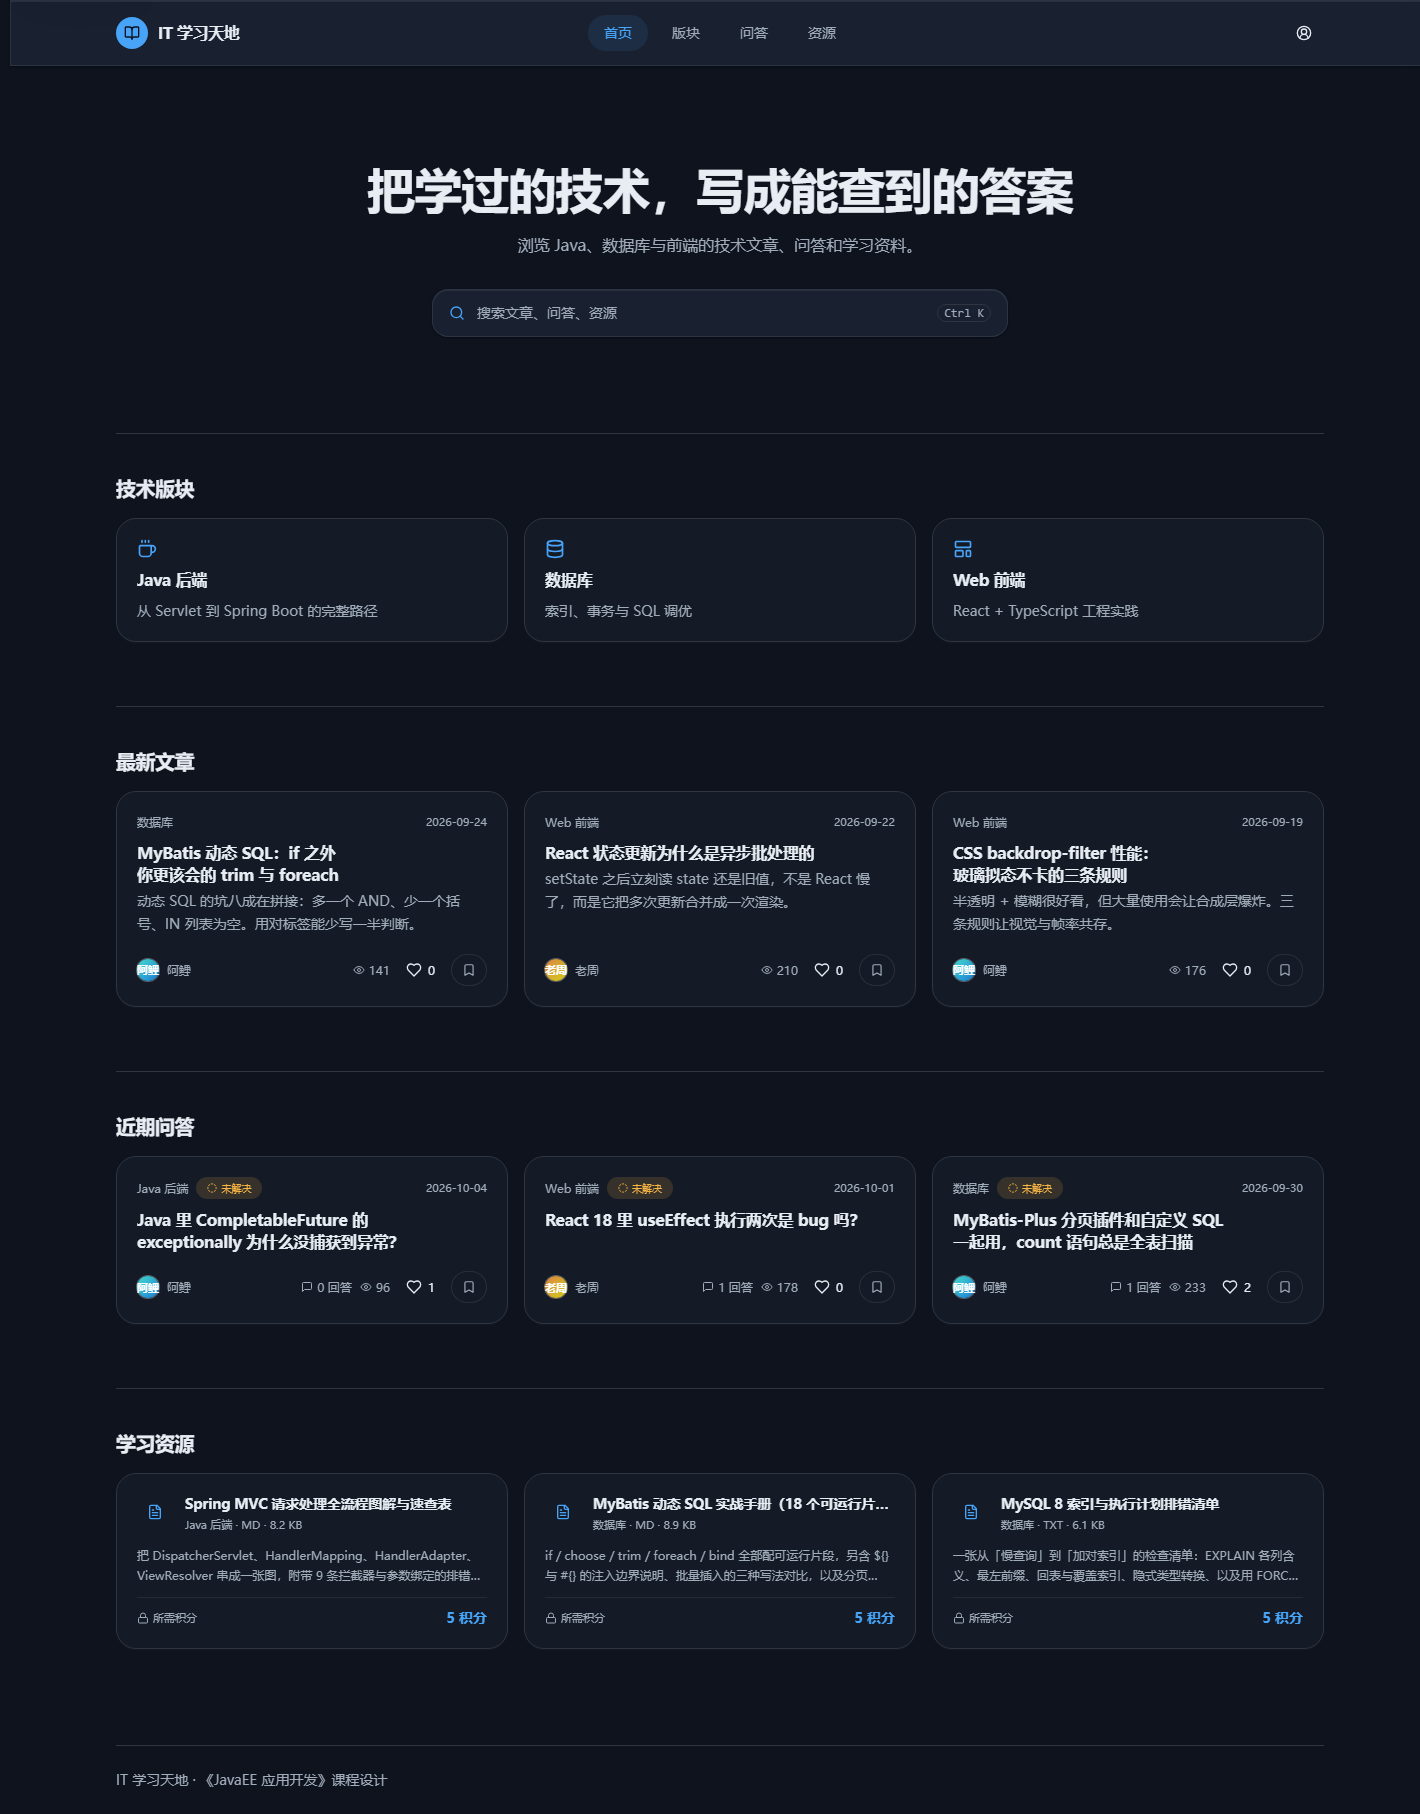 IT 学习天地
首页
版块
问答
资源
把学过的技术，写成能查到的答案
浏览 Java、数据库与前端的技术文章、问答和学习资料。
搜索文章、问答、资源
Ctrl K
技术版块
Java 后端
从 Servlet 到 Spring Boot 的完整路径
数据库
索引、事务与 SQL 调优
Web 前端
React + TypeScript 工程实践
最新文章
数据库
2026-09-24
MyBatis 动态 SQL：if 之外
你更该会的 trim 与 foreach
动态 SQL 的坑八成在拼接：多一个 AND、少一个括
号、IN 列表为空。用对标签能少写一半判断。
阿鲤
阿鲤
141
0
Web 前端
2026-09-22
React 状态更新为什么是异步批处理的
setState 之后立刻读 state 还是旧值，不是 React 慢
了，而是它把多次更新合并成一次渲染。
老周
老周
210
0
Web 前端
2026-09-19
CSS backdrop-filter 性能：
玻璃拟态不卡的三条规则
半透明 + 模糊很好看，但大量使用会让合成层爆炸。三
条规则让视觉与帧率共存。
阿鲤
阿鲤
176
0
近期问答
Java 后端
未解决
2026-10-04
Java 里 CompletableFuture 的
exceptionally 为什么没捕获到异常？
阿鲤
阿鲤
0 回答
96
1
Web 前端
未解决
2026-10-01
React 18 里 useEffect 执行两次是 bug 吗？
老周
老周
1 回答
178
0
数据库
未解决
2026-09-30
MyBatis-Plus 分页插件和自定义 SQL
一起用，count 语句总是全表扫描
阿鲤
阿鲤
1 回答
233
2
学习资源
Spring MVC 请求处理全流程图解与速查表
Java 后端 · MD · 8.2 KB
把 DispatcherServlet、HandlerMapping、HandlerAdapter、
ViewResolver 串成一张图，附带 9 条拦截器与参数绑定的排错...
所需积分
5 积分
MyBatis 动态 SQL 实战手册（18 个可运行片...
数据库 · MD · 8.9 KB
if / choose / trim / foreach / bind 全部配可运行片段，另含 ${}
与 #{} 的注入边界说明、批量插入的三种写法对比，以及分页...
所需积分
5 积分
MySQL 8 索引与执行计划排错清单
数据库 · TXT · 6.1 KB
一张从「慢查询」到「加对索引」的检查清单：EXPLAIN 各列含
义、最左前缀、回表与覆盖索引、隐式类型转换、以及用 FORC...
所需积分
5 积分
IT 学习天地 · 《JavaEE 应用开发》课程设计